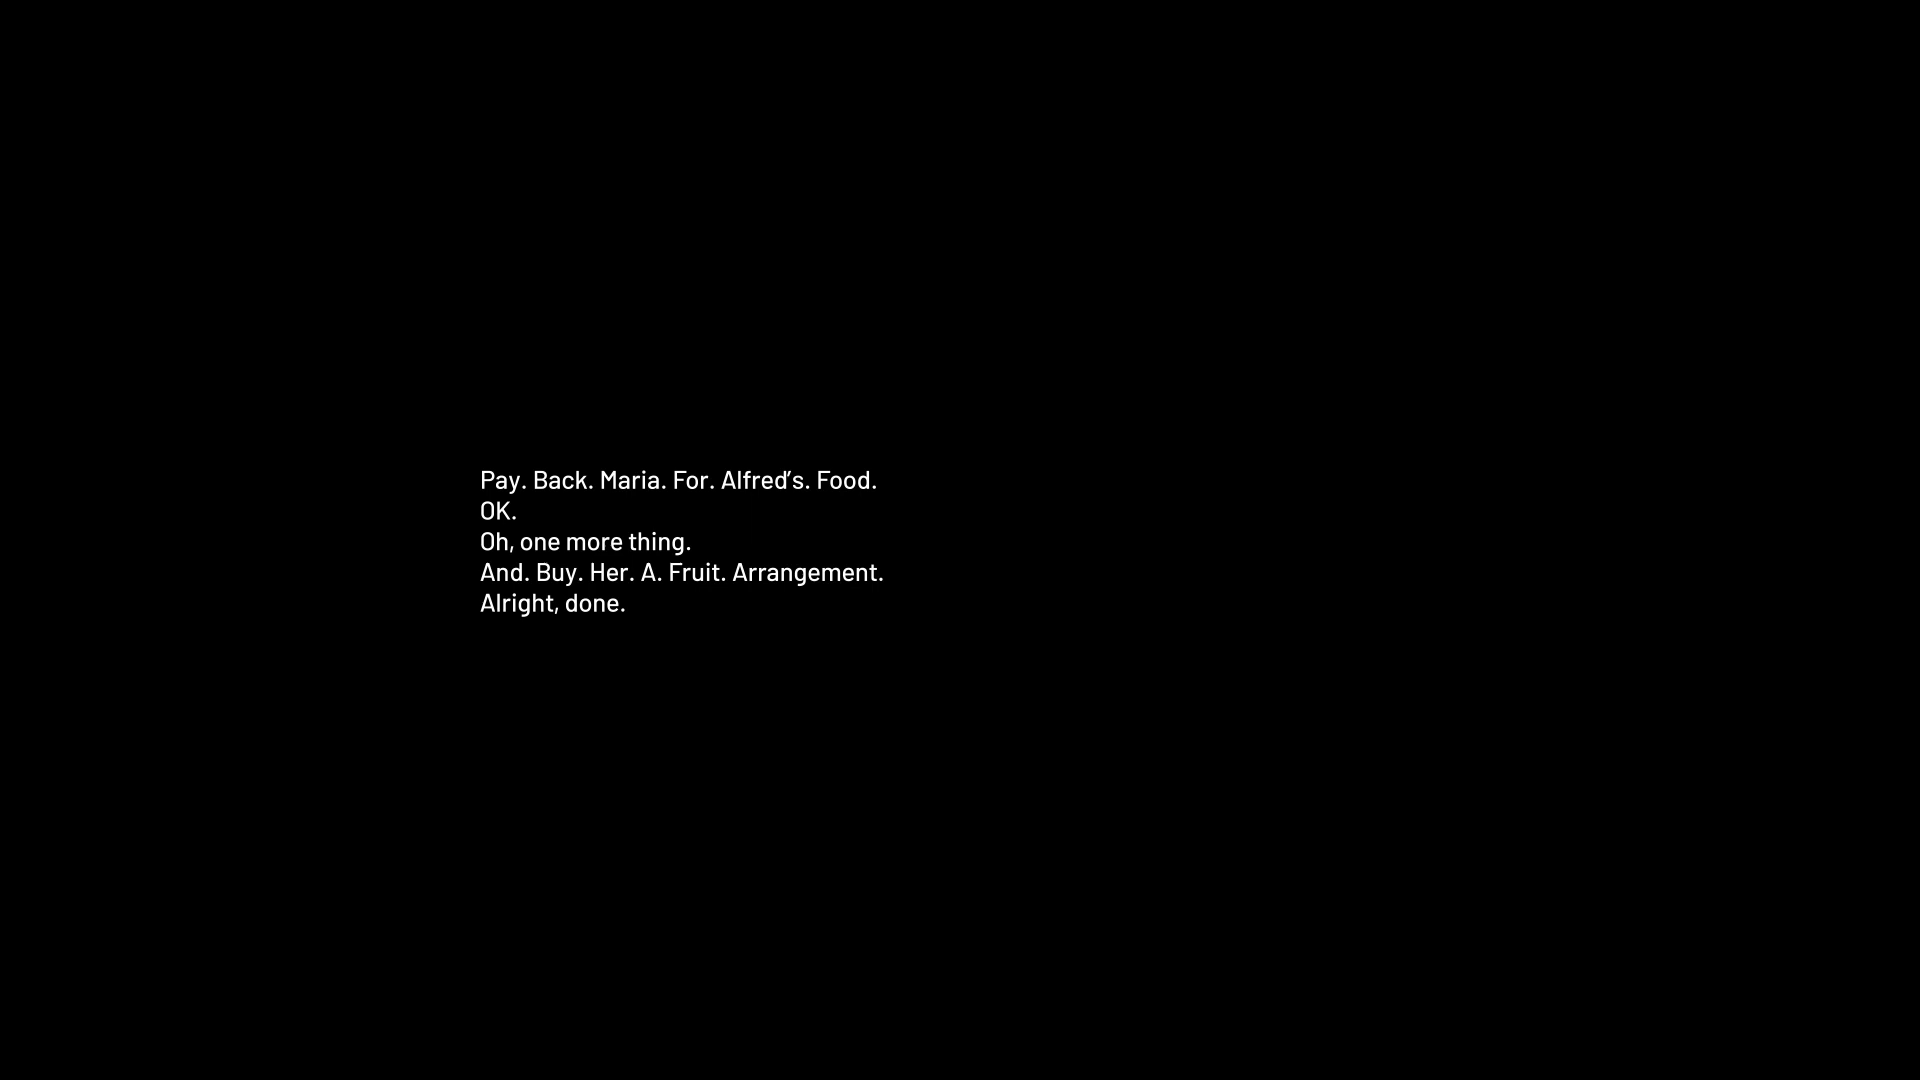 Pay. Back. Maria. For. Alfred's. Food.
OK.
Oh, one more thing.
And. Buy. Her. A. Fruit. Arrangement.
Alright, done.